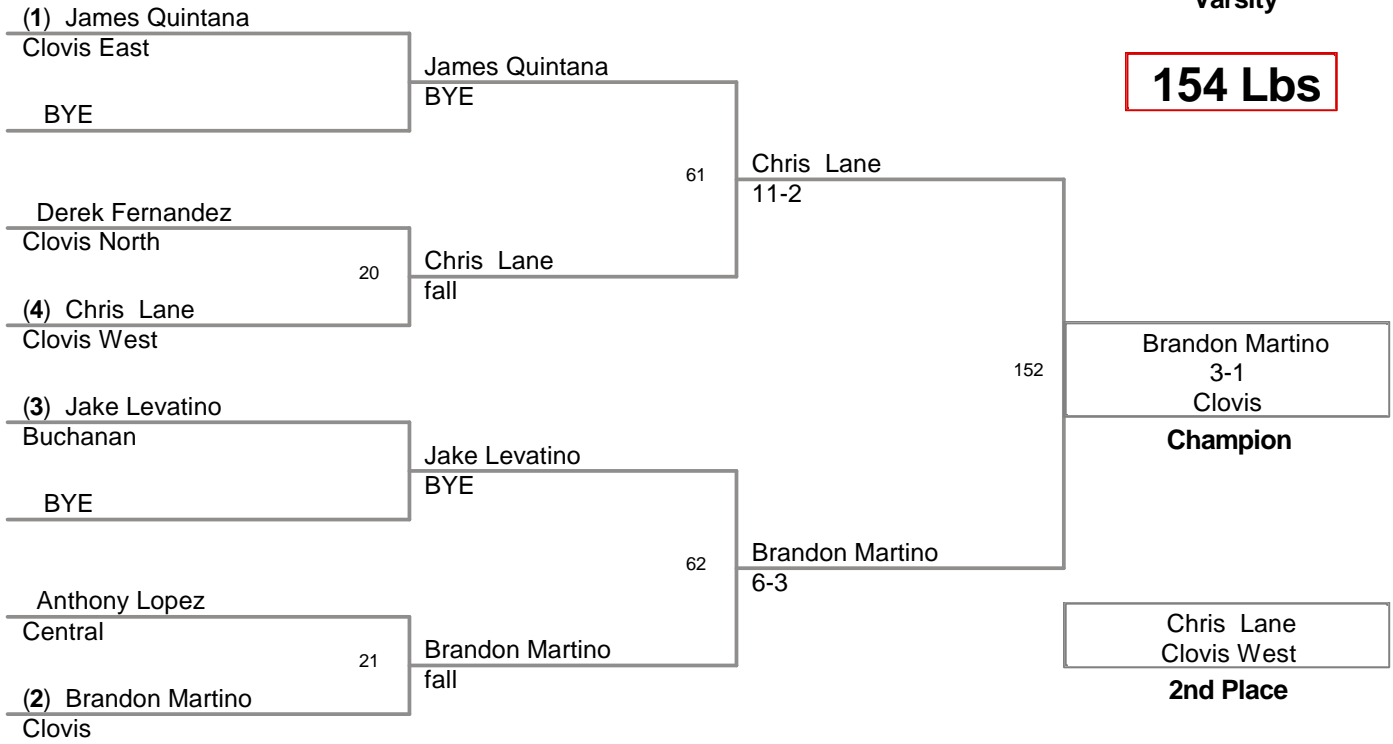 Varsity
154 Lbs
(1) James Quintana
Clovis East
BYE
Derek Fernandez
Clovis North
20
(4) Chris Lane
Clovis West
(3) Jake Levatino
Buchanan
BYE
Anthony Lopez
Central
21
(2) Brandon Martino
Clovis
James Quintana
BYE
61
Chris Lane
fall
Jake Levatino
BYE
62
Brandon Martino
fall
Chris Lane
11-2
152
Brandon Martino
6-3
Brandon Martino
3-1
Clovis
Champion
Chris Lane
Clovis West
2nd Place